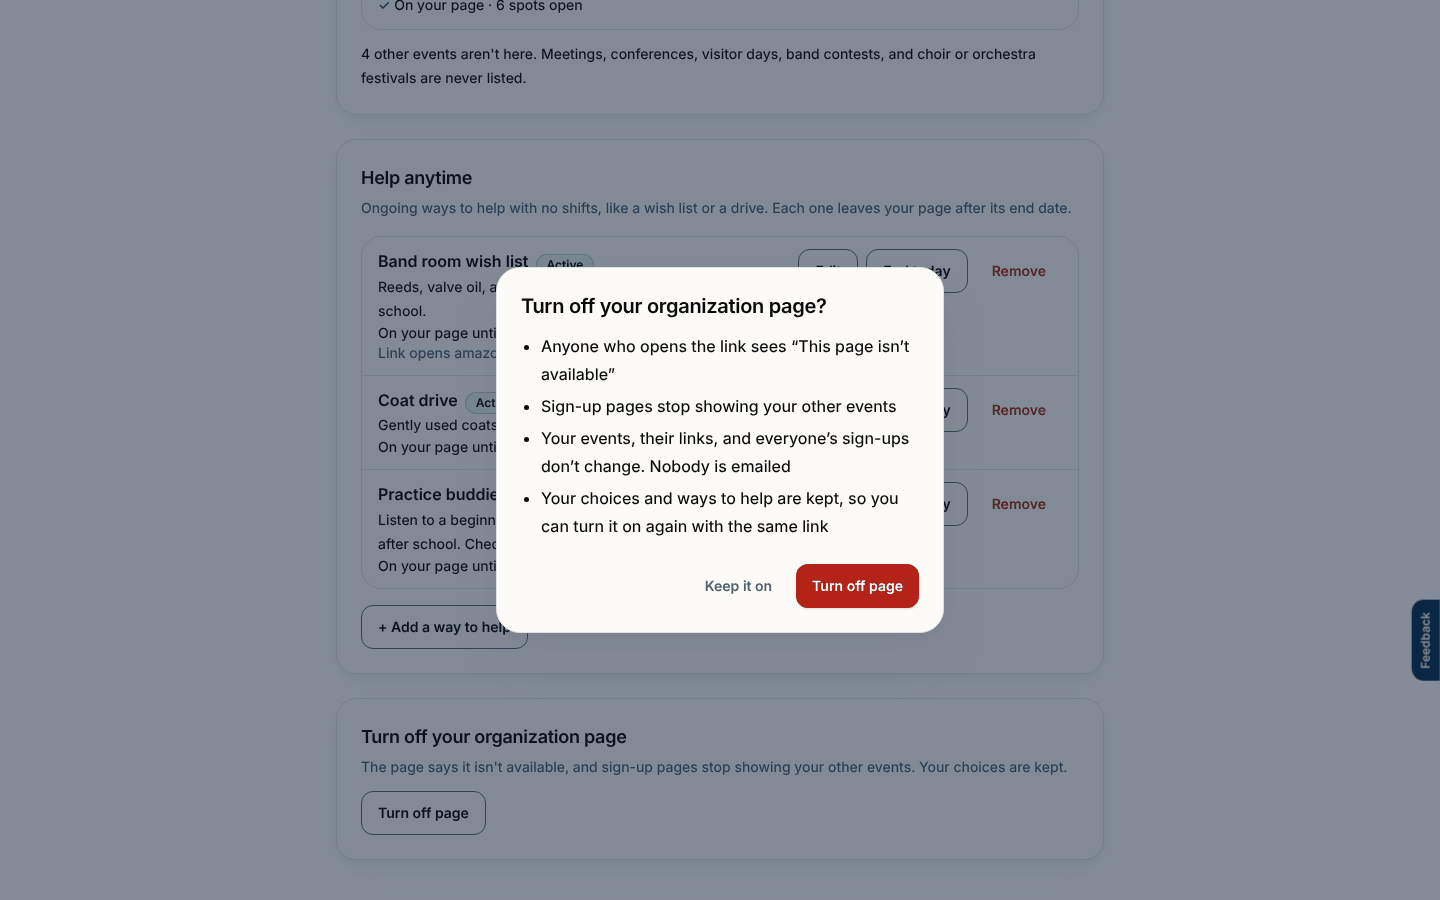 ✓ On your page · 6 spots open
4 other events aren't here. Meetings, conferences, visitor days, band contests, and choir or orchestra
festivals are never listed.
Help anytime
Ongoing ways to help with no shifts, like a wish list or a drive. Each one leaves your page after its end date.
Band room wish list
Active
Remove
Reeds, valve oil,
school.
On your page
Link opens
Coat drive
Remove
Gently used coats
On your page
Practice
Remove
Listen to a
after school.
On your page
+ Add a way to help
Turn off your organization page?
• Anyone who opens the link sees “This page isn’t
available”
• Sign-up pages stop showing your other events
• Your events, their links, and everyone’s sign-ups
don’t change. Nobody is emailed
• Your choices and ways to help are kept, so you
can turn it on again with the same link
Keep it on
Turn off page
Feedback
Turn off your organization page
The page says it isn't available, and sign-up pages stop showing your other events. Your choices are kept.
Turn off page